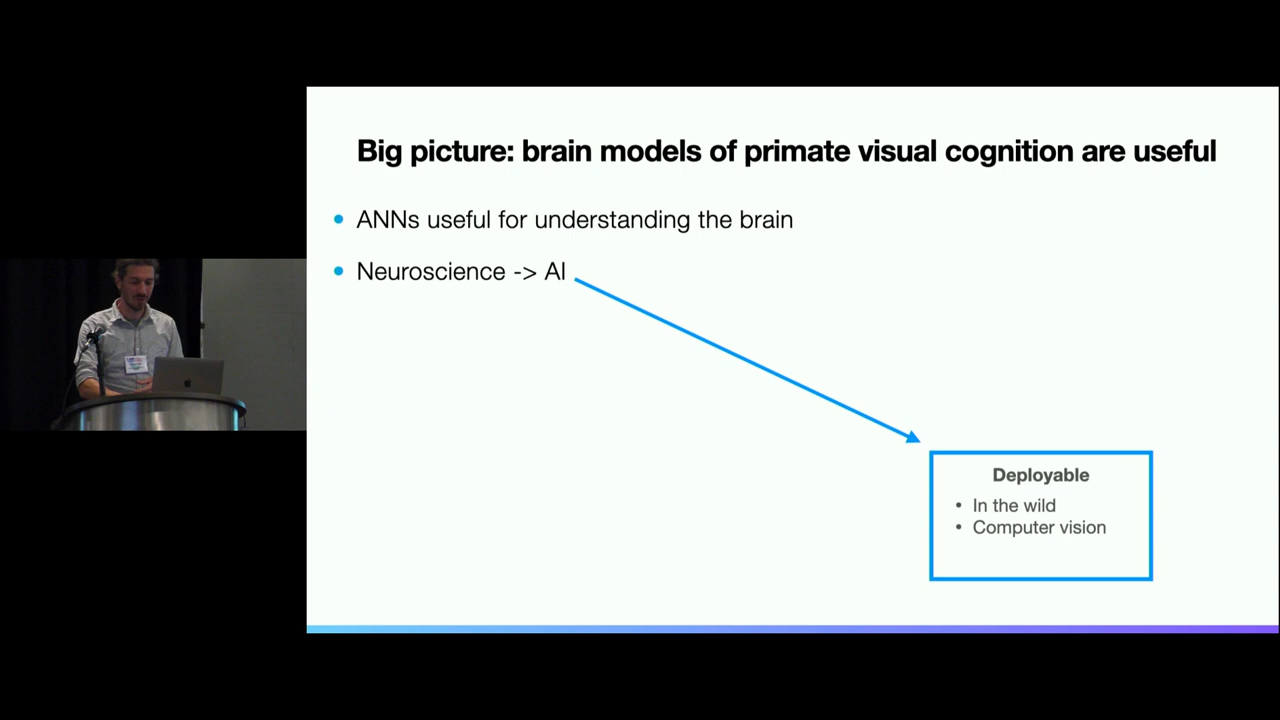 Big picture: brain models of primate visual cognition are useful
• ANNs useful for understanding the brain
• Neuroscience -> AI
Deployable
• In the wild
• Computer vision